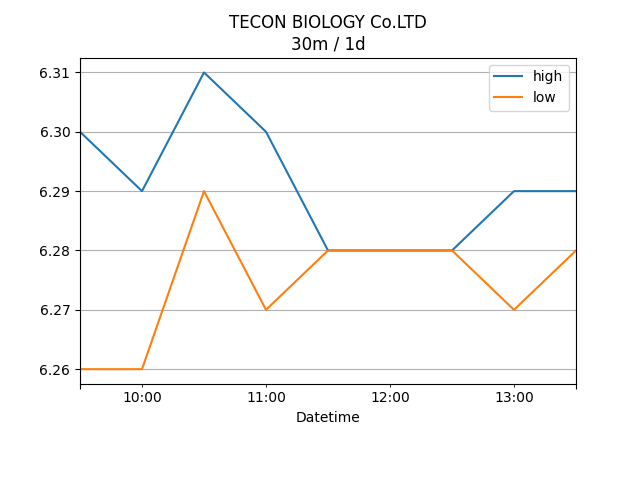 TECON BIOLOGY Co.LTD
30m / 1d
high
low
6.31
6.30
6.29
6.28
6.27
6.26
10:00
11:00
12:00
13:00
Datetime